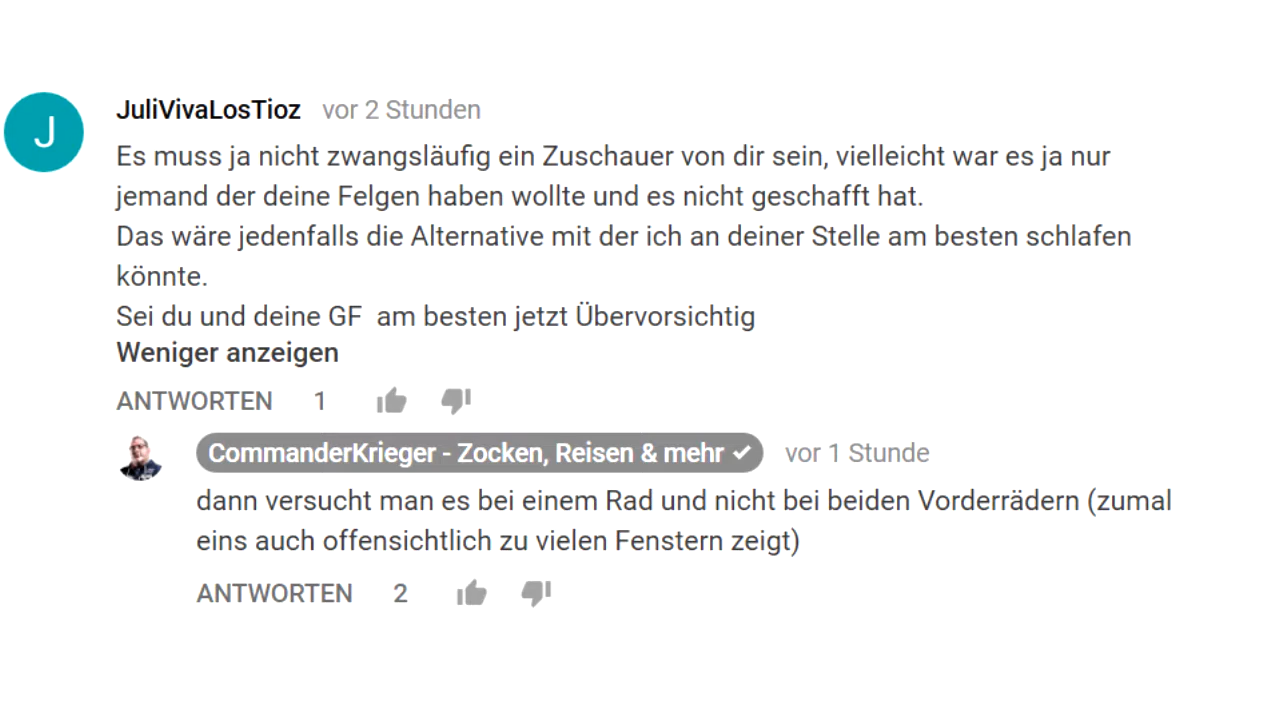 J
JuliVivaLosTioz vor 2 Stunden
Es muss ja nicht zwangsläufig ein Zuschauer von dir sein, vielleicht war es ja nur
jemand der deine Felgen haben wollte und es nicht geschafft hat.
Das wäre jedenfalls die Alternative mit der ich an deiner Stelle am besten schlafen
könnte.
Sei du und deine GF  am besten jetzt Übervorsichtig
Weniger anzeigen
ANTWORTEN 1
CommanderKrieger - Zocken, Reisen & mehr vor 1 Stunde
dann versucht man es bei einem Rad und nicht bei beiden Vorderrädern (zumal
eins auch offensichtlich zu vielen Fenstern zeigt)
ANTWORTEN 2